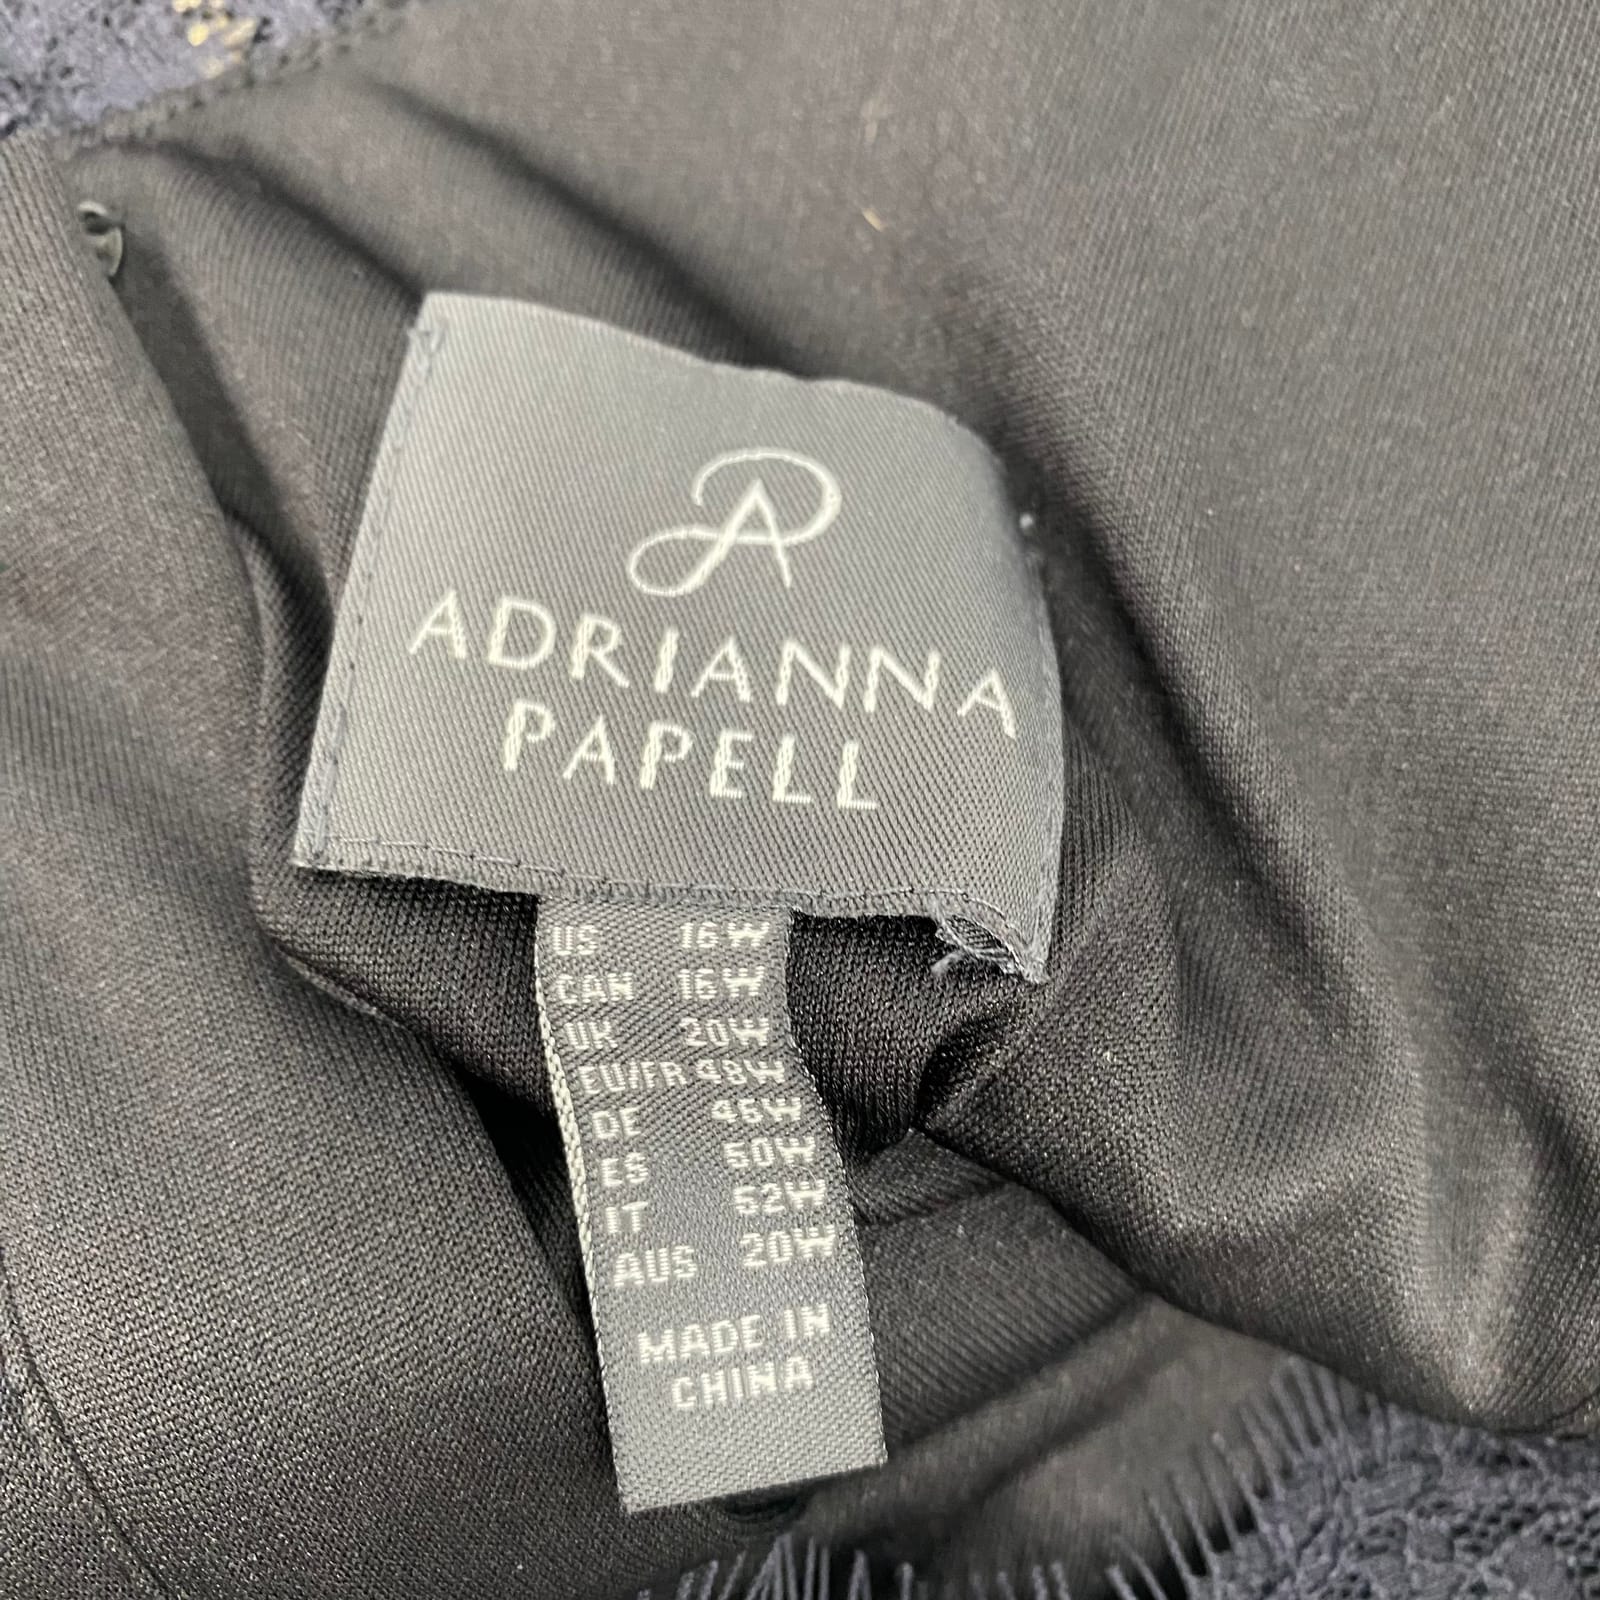 AP
ADRIANNA
PAPELL
US 16W
CAN 16W
UK 20W
EU/FR 48W
DE 46W
ES 50W
IT 52W
AUS 20W
MADE IN
CHINA